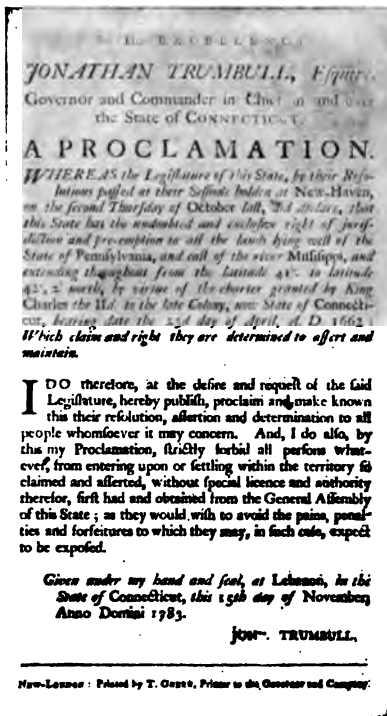 EXCELLENCY
JONATHAN TRUMBULL, Eſquire.
Governor and Commander in Chief in and over
the State of CONNECTICUT.
A PROCLAMATION.
WHEREAS the Legiſlature of this State, by their Reſo-
lutions paſſed at their Seſſions holden at New-Haven,
on the ſecond Thurſday of October laſt, did declare, that
this State has the undoubted and excluſive right of juriſ-
diction and pre-emption to all the lands lying weſt of the
State of Pennſylvania, and eaſt of the river Miſſiſippi, and
extending throughout from the latitude 41°. to latitude
42°, 2 north, by virtue of the charter granted by King
Charles the IId. to the late Colony, now State of Connecti-
cut, bearing date the 23d day of April, A. D. 1662
Which claim and right they are determined to aſſert and
maintain.
I DO therefore, at the deſire and requeſt of the ſaid
Legiſlature, hereby publiſh, proclaim and make known
this their reſolution, aſſertion and determination to all
people whomſoever it may concern. And, I do alſo, by
this my Proclamation, ſtrictly forbid all perſons what-
ever, from entering upon or ſettling within the territory ſo
claimed and aſſerted, without ſpecial licence and authority
therefor, firſt had and obtained from the General Aſſembly
of this State ; as they would wiſh to avoid the pains, penal-
ties and forfeitures to which they may, in ſuch caſe, expect
to be expoſed.
Given under my hand and ſeal, at Lebanon, in the
State of Connecticut, this 15th day of November,
Anno Domini 1783.
JONn. TRUMBULL.
New-London : Printed by T. Green, Printer to the Governor and Company.